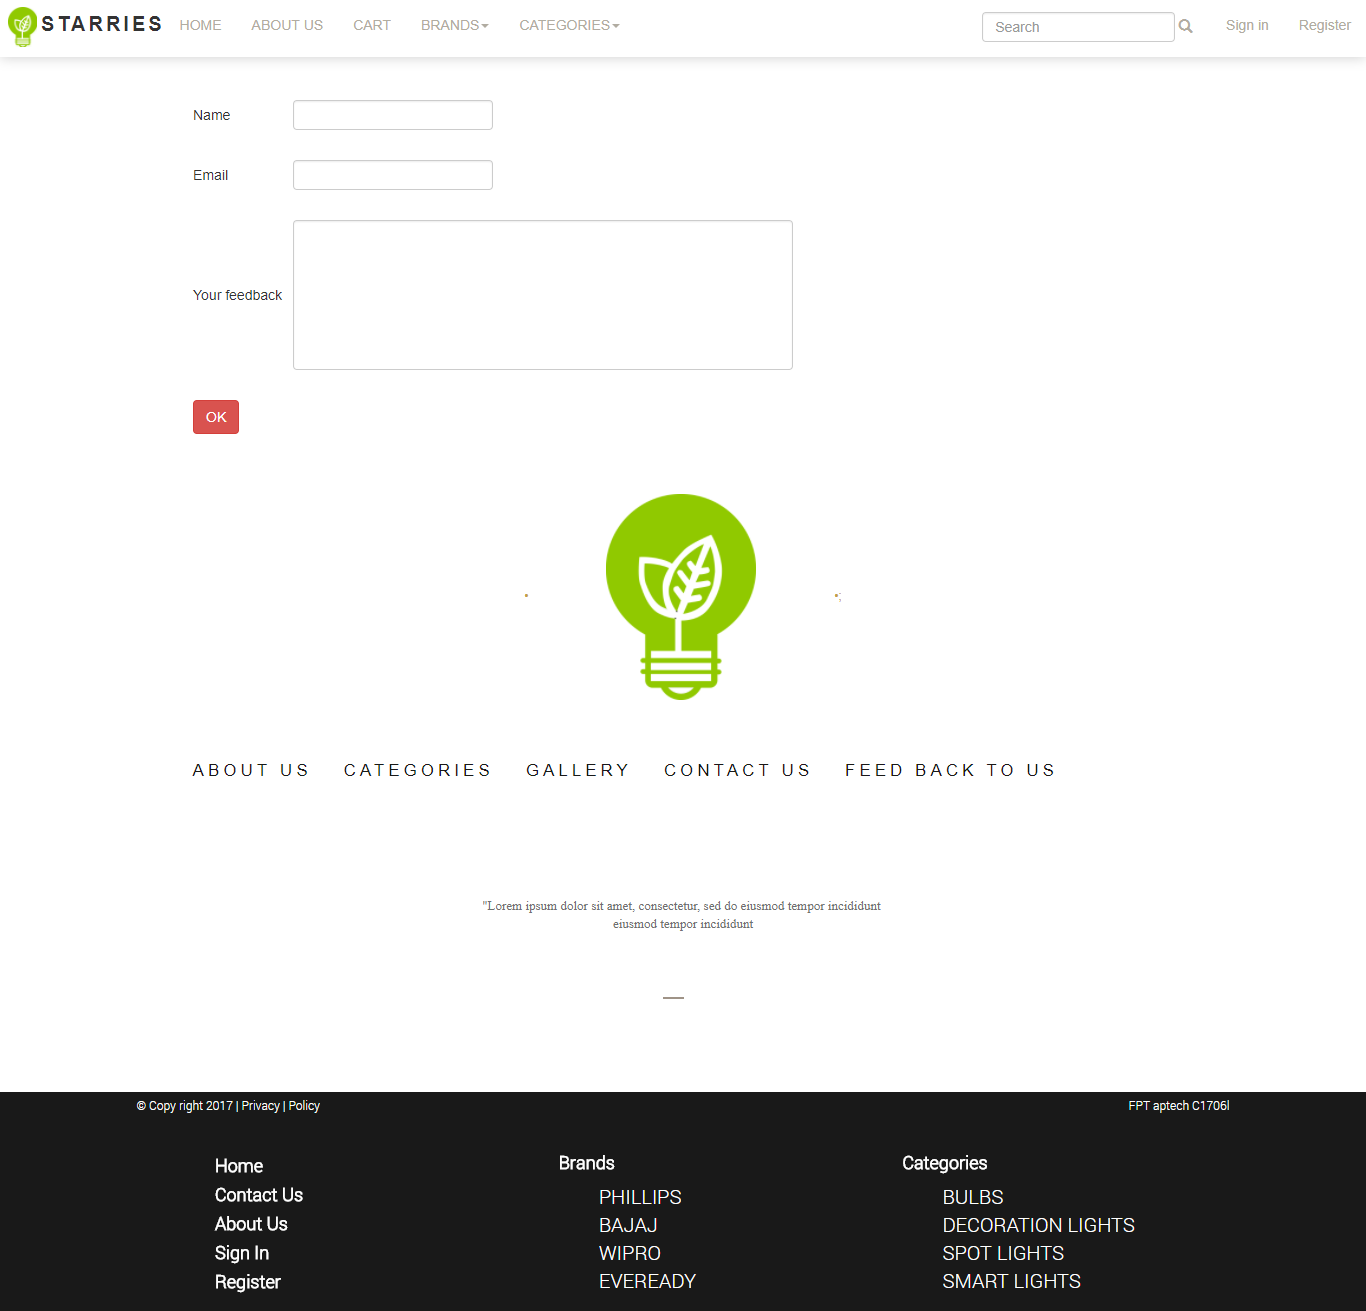 STARRIES HOME ABOUT US CART BRANDS CATEGORIES Search Sign in Register
Name
Email
Your feedback
OK
;
ABOUT US CATEGORIES GALLERY CONTACT US FEED BACK TO US
"Lorem ipsum dolor sit amet, consectetur, sed do eiusmod tempor incididunt
eiusmod tempor incididunt
© Copy right 2017 | Privacy | Policy FPT aptech C1706l
Home
Contact Us
About Us
Sign In
Register
Brands
PHILLIPS
BAJAJ
WIPRO
EVEREADY
Categories
BULBS
DECORATION LIGHTS
SPOT LIGHTS
SMART LIGHTS